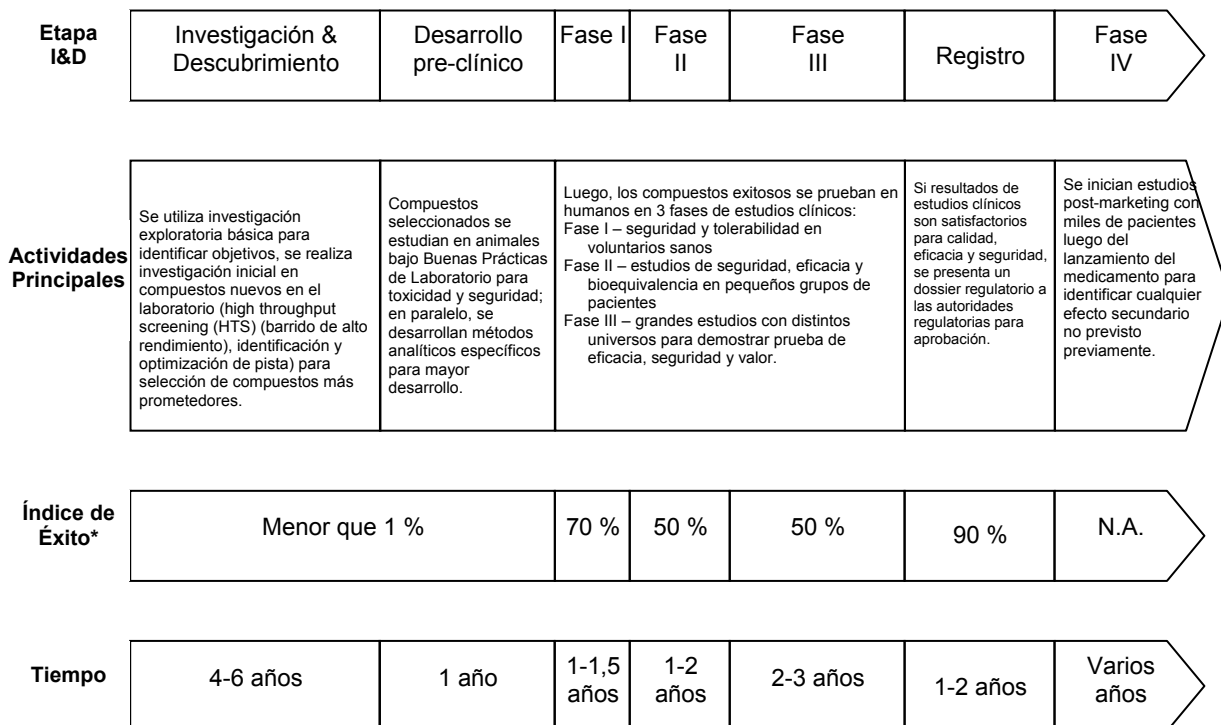 Etapa
I&D
Investigación &
Descubrimiento
Desarrollo
pre-clínico
Fase I
Fase
II
Fase
III
Registro
Fase
IV
Actividades
Principales
Se utiliza investigación
exploratoria básica para
identificar objetivos, se realiza
investigación inicial en
compuestos nuevos en el
laboratorio (high throughput
screening (HTS) (barrido de alto
rendimiento), identificación y
optimización de pista) para
selección de compuestos más
prometedores.
Compuestos
seleccionados se
estudian en animales
bajo Buenas Prácticas
de Laboratorio para
toxicidad y seguridad;
en paralelo, se
desarrollan métodos
analíticos específicos
para mayor
desarrollo.
Luego, los compuestos exitosos se prueban en
humanos en 3 fases de estudios clínicos:
Fase I – seguridad y tolerabilidad en
voluntarios sanos
Fase II – estudios de seguridad, eficacia y
bioequivalencia en pequeños grupos de
pacientes
Fase III – grandes estudios con distintos
universos para demostrar prueba de
eficacia, seguridad y valor.
Si resultados de
estudios clínicos
son satisfactorios
para calidad,
eficacia y seguridad,
se presenta un
dossier regulatorio a
las autoridades
regulatorias para
aprobación.
Se inician estudios
post-marketing con
miles de pacientes
luego del
lanzamiento del
medicamento para
identificar cualquier
efecto secundario
no previsto
previamente.
Índice de
Éxito*
Menor que 1 %
70 %
50 %
50 %
90 %
N.A.
Tiempo
4-6 años
1 año
1-1,5
años
1-2
años
2-3 años
1-2 años
Varios
años